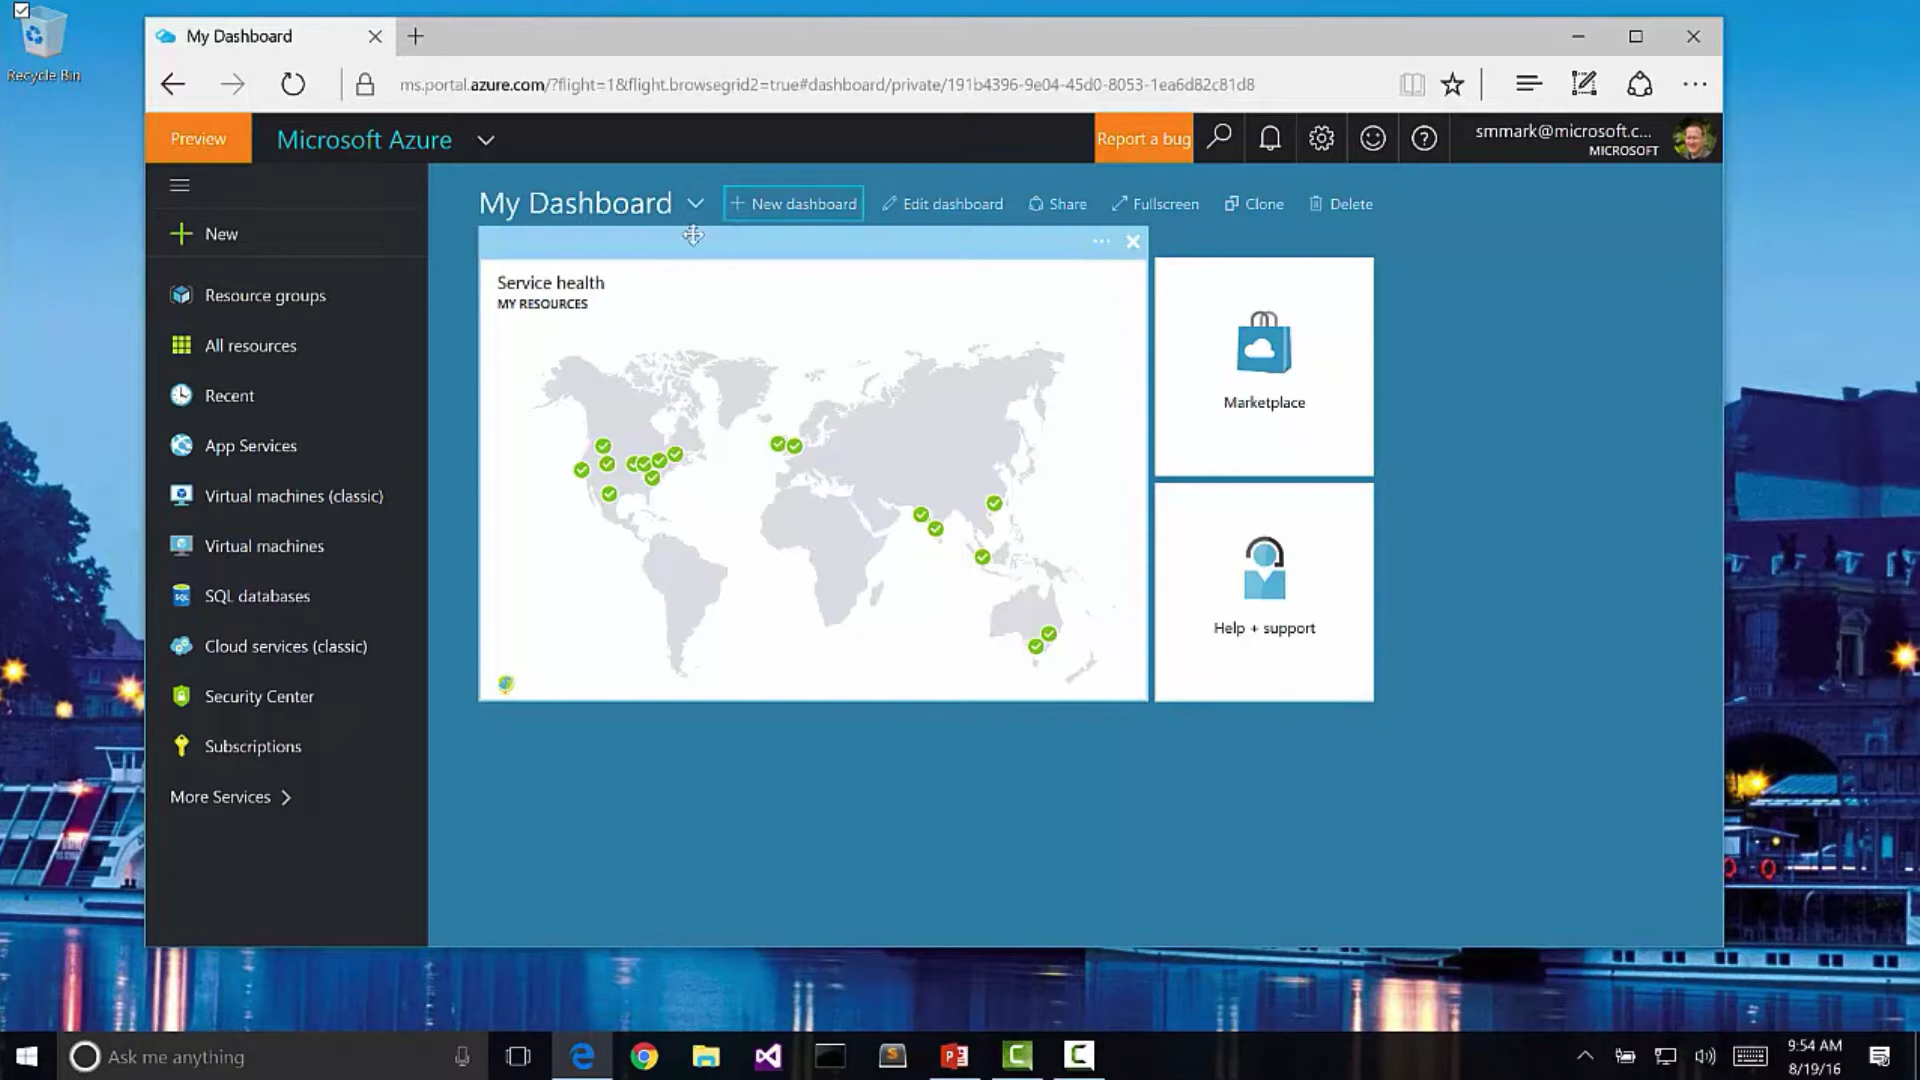 Recycle Bin
My Dashboard
ms.portal.azure.com/?flight=1&flight.browsegrid2=true#dashboard/private/191b4396-9e04-45d0-8053-1ea6d82c81d8
Preview
Microsoft Azure
Report a bug
smmark@microsoft.c...
MICROSOFT
My Dashboard
New dashboard
Edit dashboard
Share
Fullscreen
Clone
Delete
New
Resource groups
All resources
Recent
App Services
Virtual machines (classic)
Virtual machines
SQL databases
Cloud services (classic)
Security Center
Subscriptions
More Services
Service health
MY RESOURCES
Marketplace
Help + support
Ask me anything
9:54 AM
8/19/16